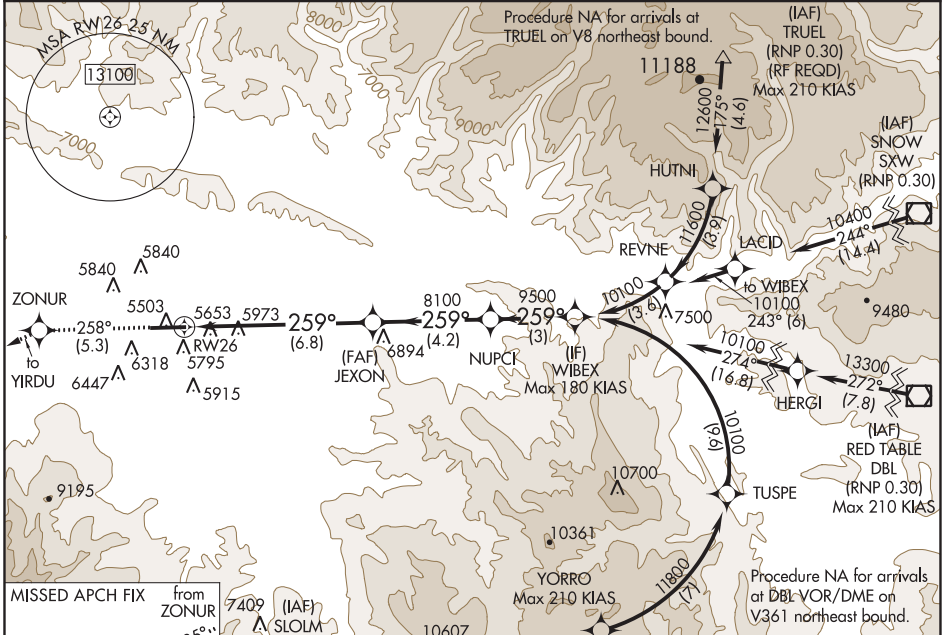 MSA RW26 25 NM
13100
8000
7000
7000
9000
Procedure NA for arrivals at
TRUEL on V8 northeast bound.
(IAF)
TRUEL
(RNP 0.30)
(RF REQD)
Max 210 KIAS
11188
12600
175°
(4.6)
HUTNI
(IAF)
SNOW
SXW
(RNP 0.30)
10400
244°
(14.4)
11600
(3.9)
REVNE
LACID
to WIBEX
10100
243° (6)
10100
(3.6)
7500
9480
5840
5840
ZONUR
5503
5653
5973
258°
(5.3)
to
YIRDU
RW26
6318
5795
6447
5915
259°
(6.8)
8100
259°
(4.2)
9500
259°
(3)
(FAF)
JEXON
6894
NUPCI
(IF)
WIBEX
Max 180 KIAS
10100
274°
(16.8)
HERGI
13300
272°
(7.8)
(IAF)
RED TABLE
DBL
(RNP 0.30)
Max 210 KIAS
10100
(9.6)
TUSPE
10700
10361
9195
YORRO
Max 210 KIAS
11800
(7)
Procedure NA for arrivals
at DBL VOR/DME on
V361 northeast bound.
MISSED APCH FIX
from
ZONUR
7409
(IAF)
SLOLM
10607